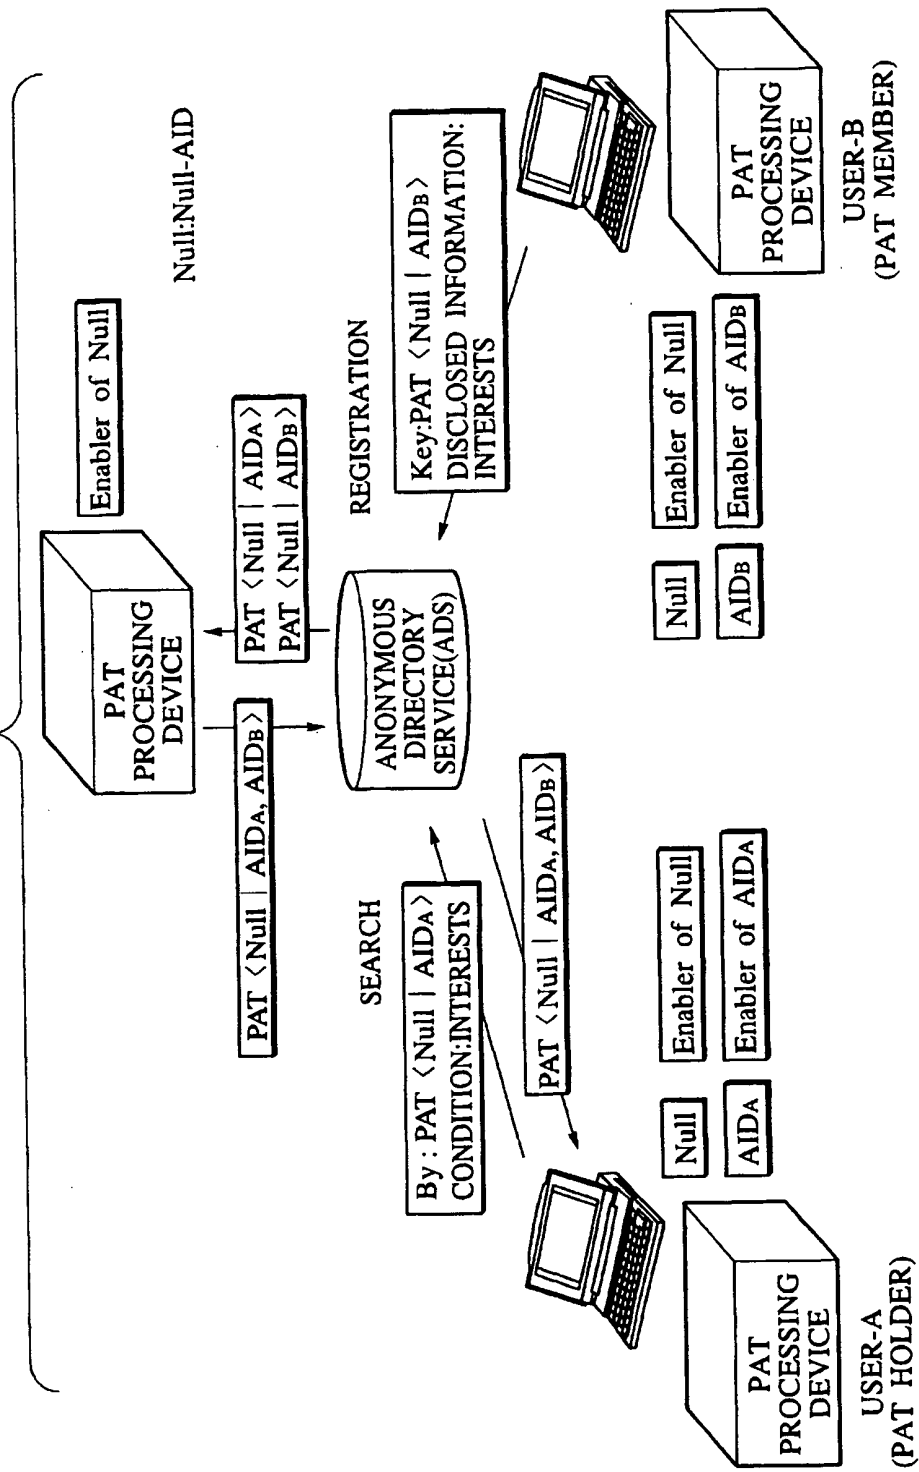 Null:Null-AID
PAT
PROCESSING
DEVICE
Enabler of Null
PAT <Null | AIDA, AIDB>
PAT <Null | AIDA>
PAT <Null | AIDB>
SEARCH
ANONYMOUS
DIRECTORY
SERVICE(ADS)
REGISTRATION
By : PAT <Null | AIDA>
CONDITION:INTERESTS
Key:PAT <Null | AIDB>
DISCLOSED INFORMATION:
INTERESTS
PAT <Null | AIDA, AIDB>
Null
Enabler of Null
AIDA
Enabler of AIDA
Null
Enabler of Null
AIDB
Enabler of AIDB
PAT
PROCESSING
DEVICE
USER-A
(PAT HOLDER)
PAT
PROCESSING
DEVICE
USER-B
(PAT MEMBER)